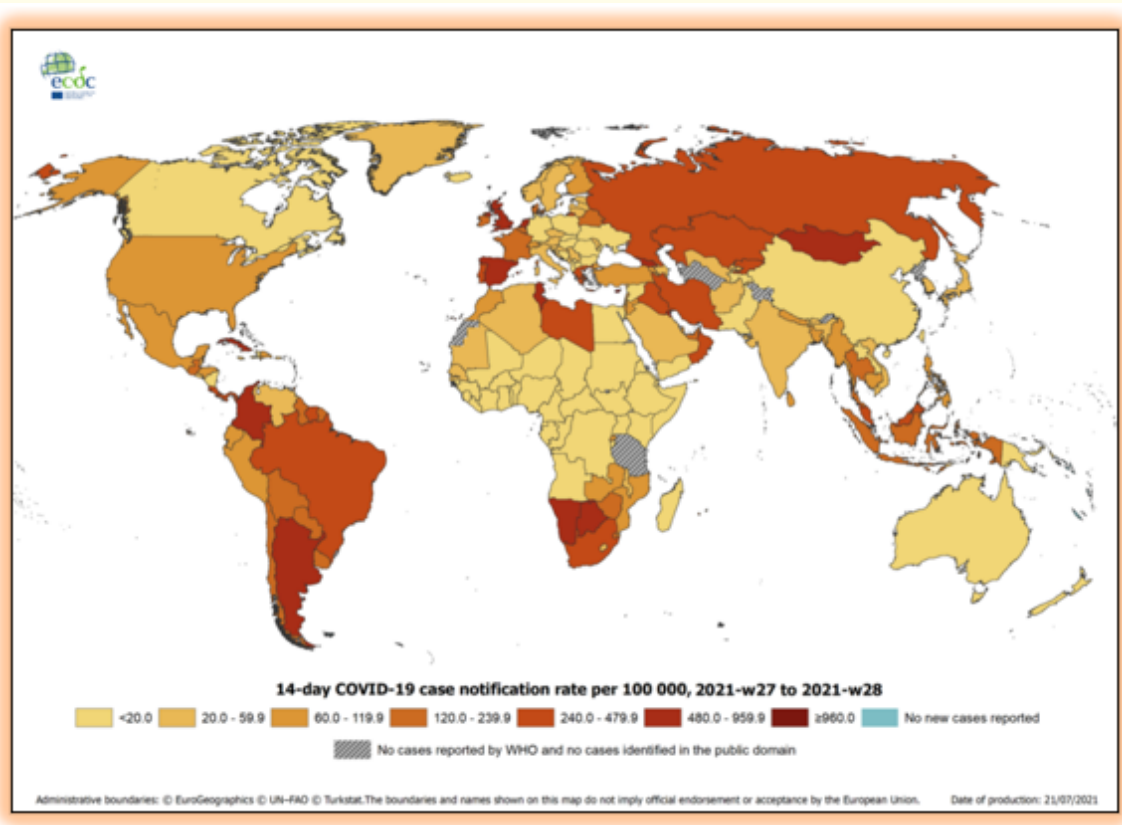 ecdc
14-day COVID-19 case notification rate per 100 000, 2021-w27 to 2021-w28
<20.0 20.0 - 59.9 60.0 - 119.9 120.0 - 239.9 240.0 - 479.9 480.0 - 959.9 ≥960.0 No new cases reported
No cases reported by WHO and no cases identified in the public domain
Administrative boundaries: © EuroGeographics © UN–FAO © Turkstat.The boundaries and names shown on this map do not imply official endorsement or acceptance by the European Union. Date of production: 21/07/2021